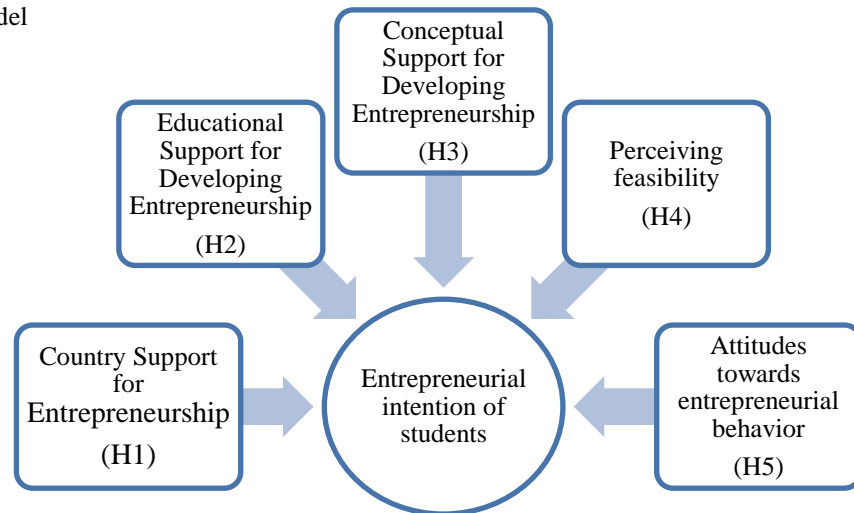 del
Conceptual
Support for
Developing
Entrepreneurship
(H3)
Educational
Support for
Developing
Entrepreneurship
(H2)
Perceiving
feasibility
(H4)
Country Support
for
Entrepreneurship
(H1)
Entrepreneurial
intention of
students
Attitudes
towards
entrepreneurial
behavior
(H5)